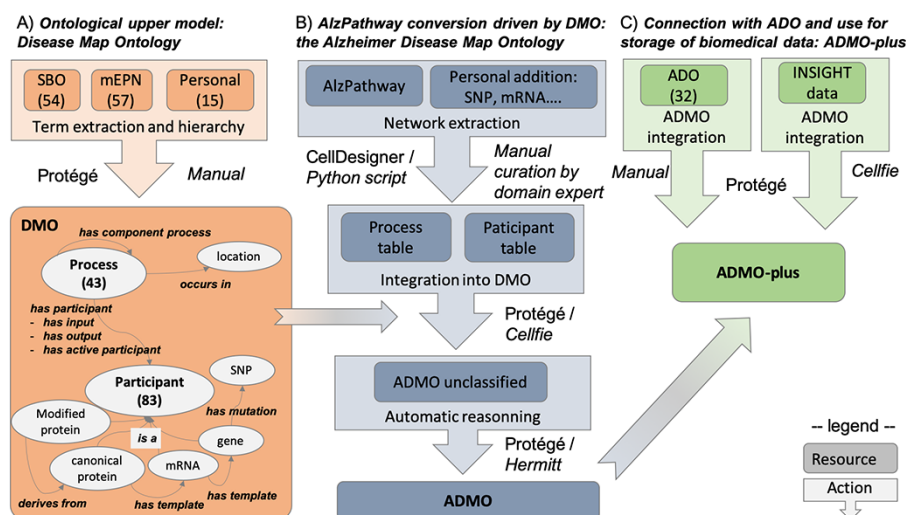 A) Ontological upper model:
Disease Map Ontology
SBO
(54)
mEPN
(57)
Personal
(15)
Term extraction and hierarchy
Protégé
Manual
DMO
has component process
Process
(43)
location
occurs in
has participant
- has input
- has output
- has active participant
Participant
(83)
SNP
has mutation
Modified
protein
is a
gene
canonical
protein
mRNA
derives from
has template
has template
B) AlzPathway conversion driven by DMO:
the Alzheimer Disease Map Ontology
AlzPathway
Personal addition:
SNP, mRNA....
Network extraction
CellDesigner /
Python script
Manual
curation by
domain expert
Process
table
Paticipant
table
Integration into DMO
Protégé /
Cellfie
ADMO unclassified
Automatic reasonning
Protégé /
Hermitt
ADMO
C) Connection with ADO and use for
storage of biomedical data: ADMO-plus
ADO
(32)
ADMO
integration
INSIGHT
data
ADMO
integration
Manual
Protégé
Cellfie
ADMO-plus
-- legend --
Resource
Action